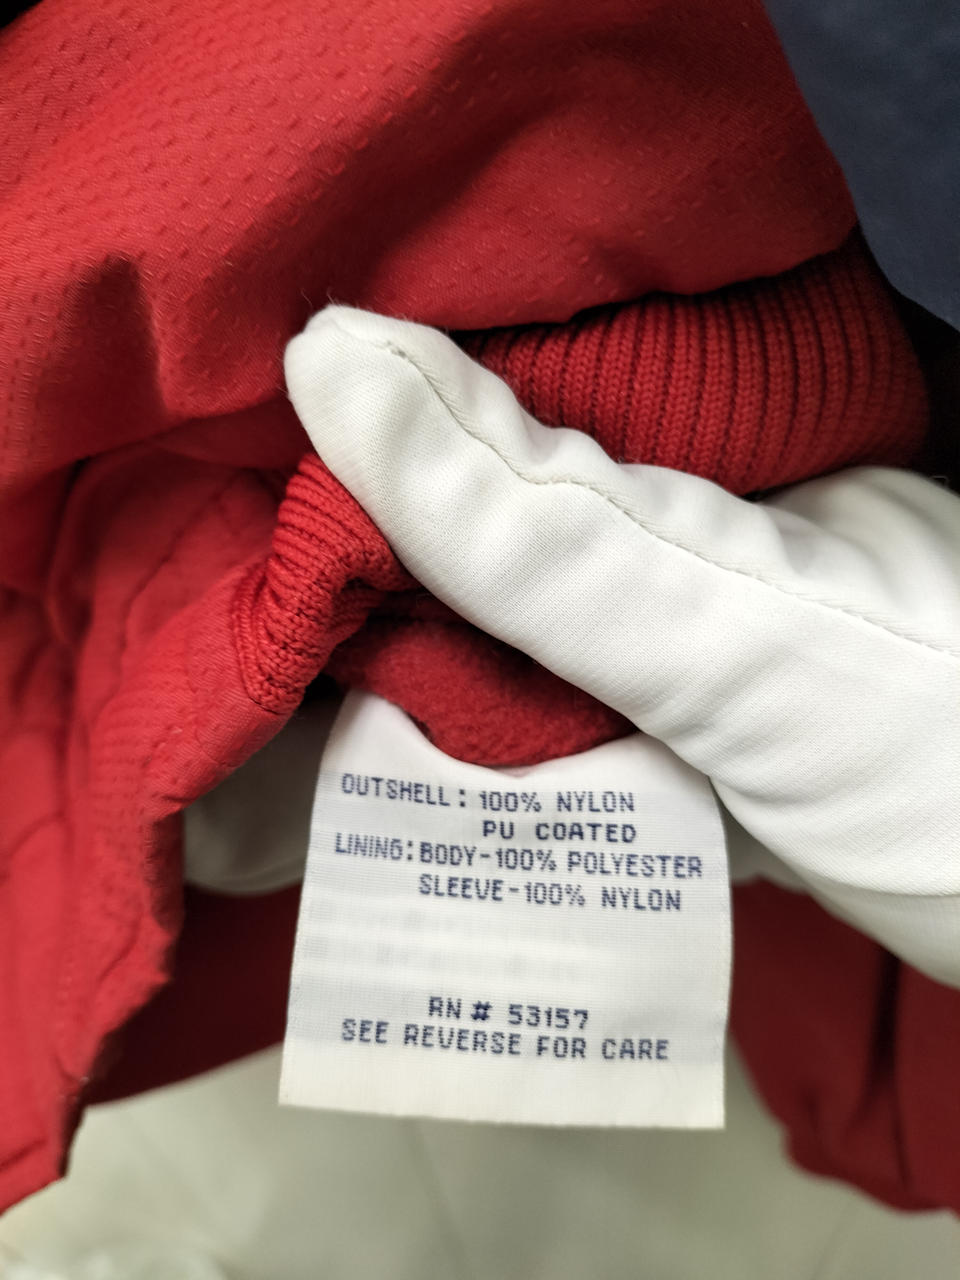 OUTSHELL: 100% NYLON
PU COATED
LINING: BODY-100% POLYESTER
SLEEVE-100% NYLON
RN # 53157
SEE REVERSE FOR CARE